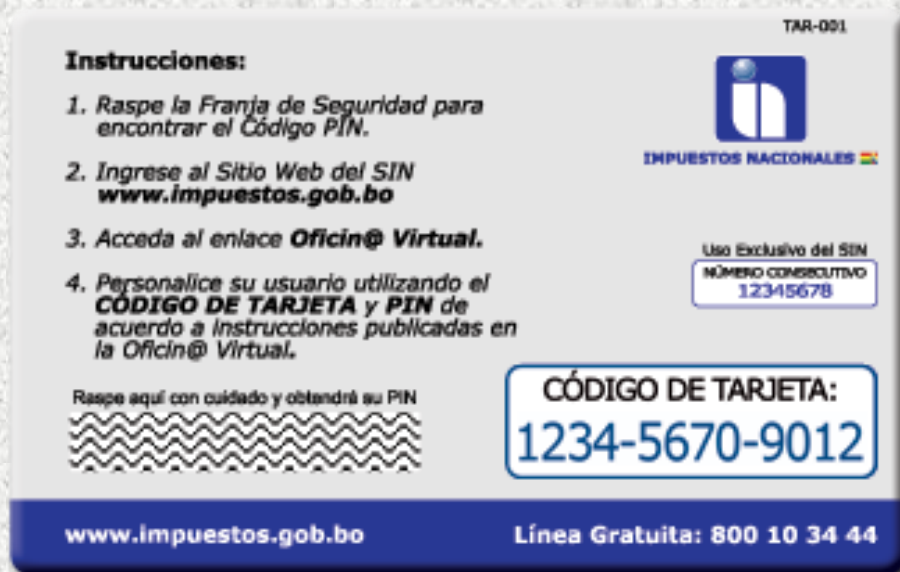 TAR-001
Instrucciones:
1. Raspe la Franja de Seguridad para
encontrar el Código PIN.
2. Ingrese al Sitio Web del SIN
www.impuestos.gob.bo
3. Acceda al enlace Oficin@ Virtual.
4. Personalice su usuario utilizando el
CÓDIGO DE TARJETA y PIN de
acuerdo a instrucciones publicadas en
la Oficin@ Virtual.
Raspe aquí con cuidado y obtendrá su PIN
in
IMPUESTOS NACIONALES
Uso Exclusivo del SIN
NÚMERO CONSECUTIVO
12345678
CÓDIGO DE TARJETA:
1234-5670-9012
www.impuestos.gob.bo
Línea Gratuita: 800 10 34 44